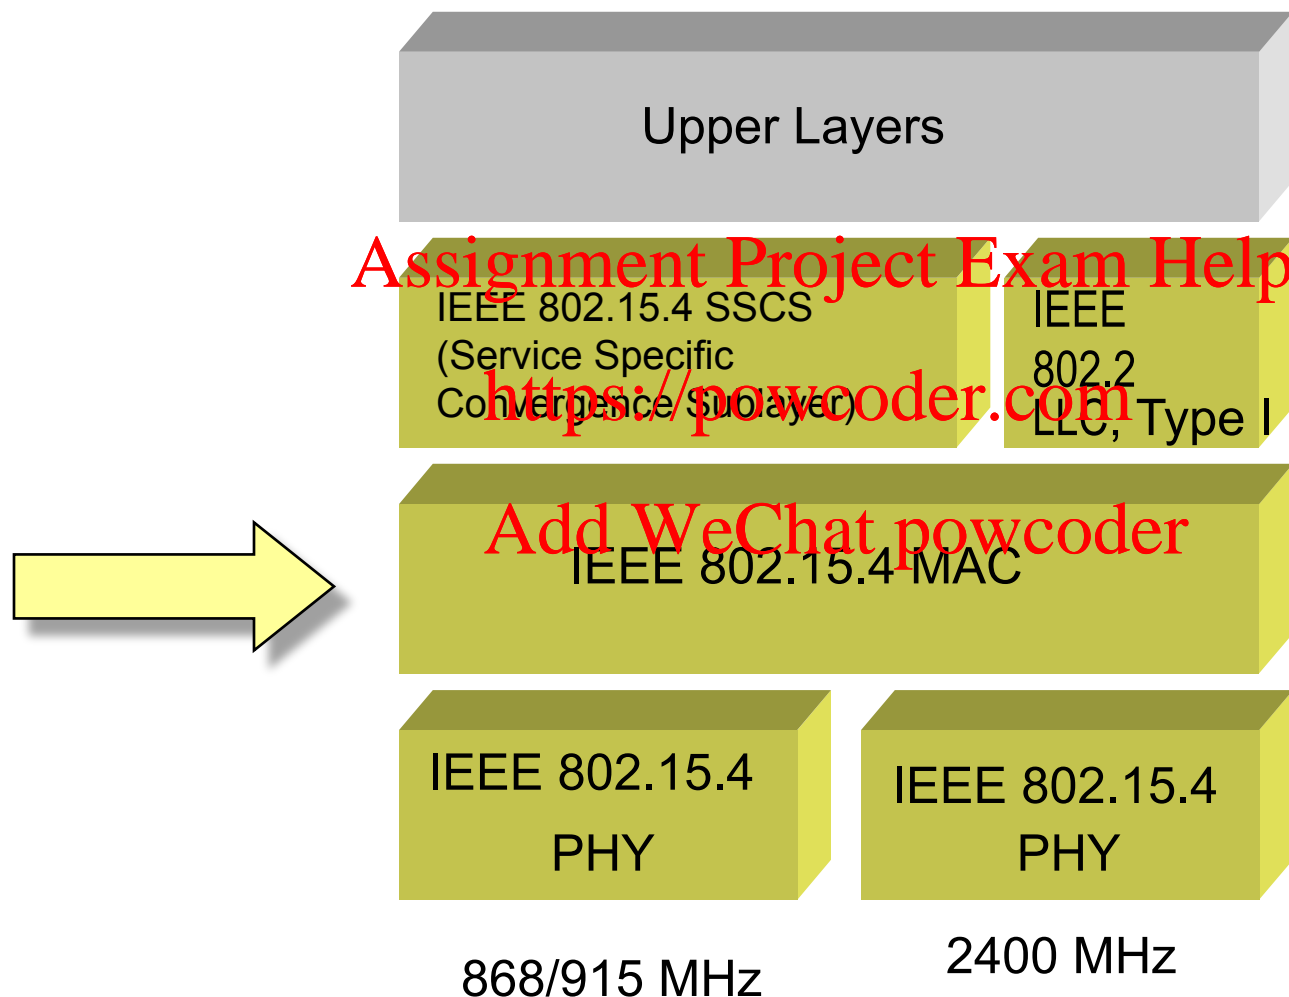 Upper Layers
Assignment Project Exam Help
IEEE 802.15.4 SSCS
(Service Specific
Convergence Sublayer)
IEEE
802.2
LLC, Type I
https://powcoder.com
Add WeChat powcoder
IEEE 802.15.4 MAC
IEEE 802.15.4
PHY
IEEE 802.15.4
PHY
868/915 MHz
2400 MHz